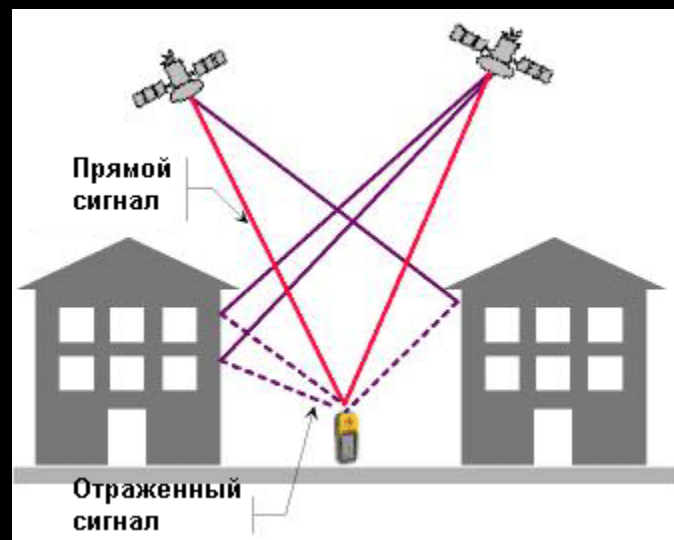 Прямой
сигнал
Отраженный
сигнал